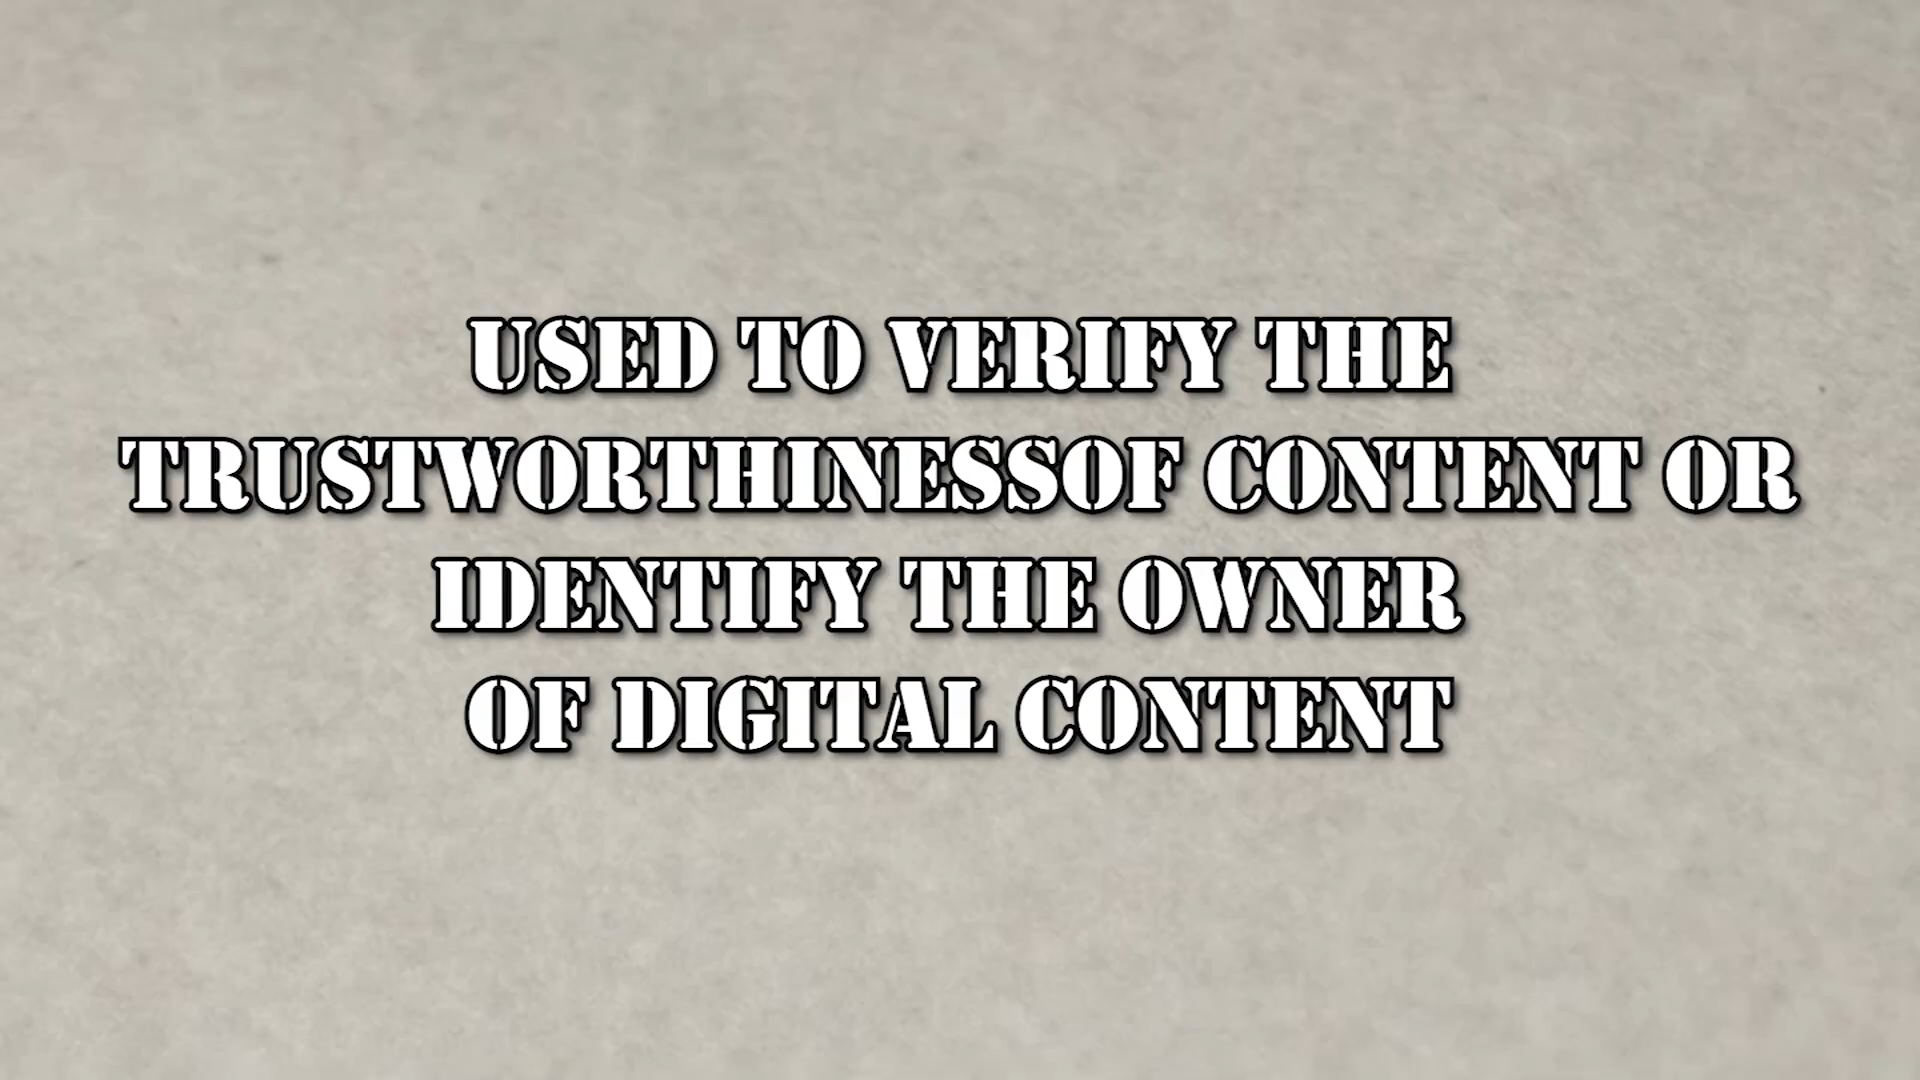 USED TO VERIFY THE
TRUSTWORTHINESSOF CONTENT OR
IDENTIFY THE OWNER
OF DIGITAL CONTENT